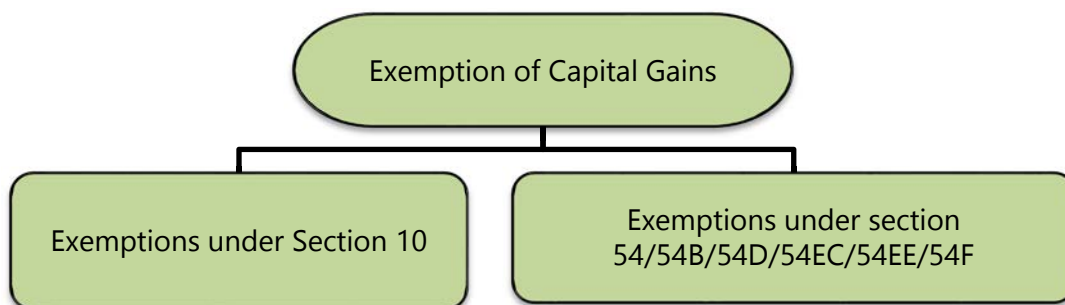 Exemption of Capital Gains
Exemptions under Section 10
Exemptions under section
54/54B/54D/54EC/54EE/54F